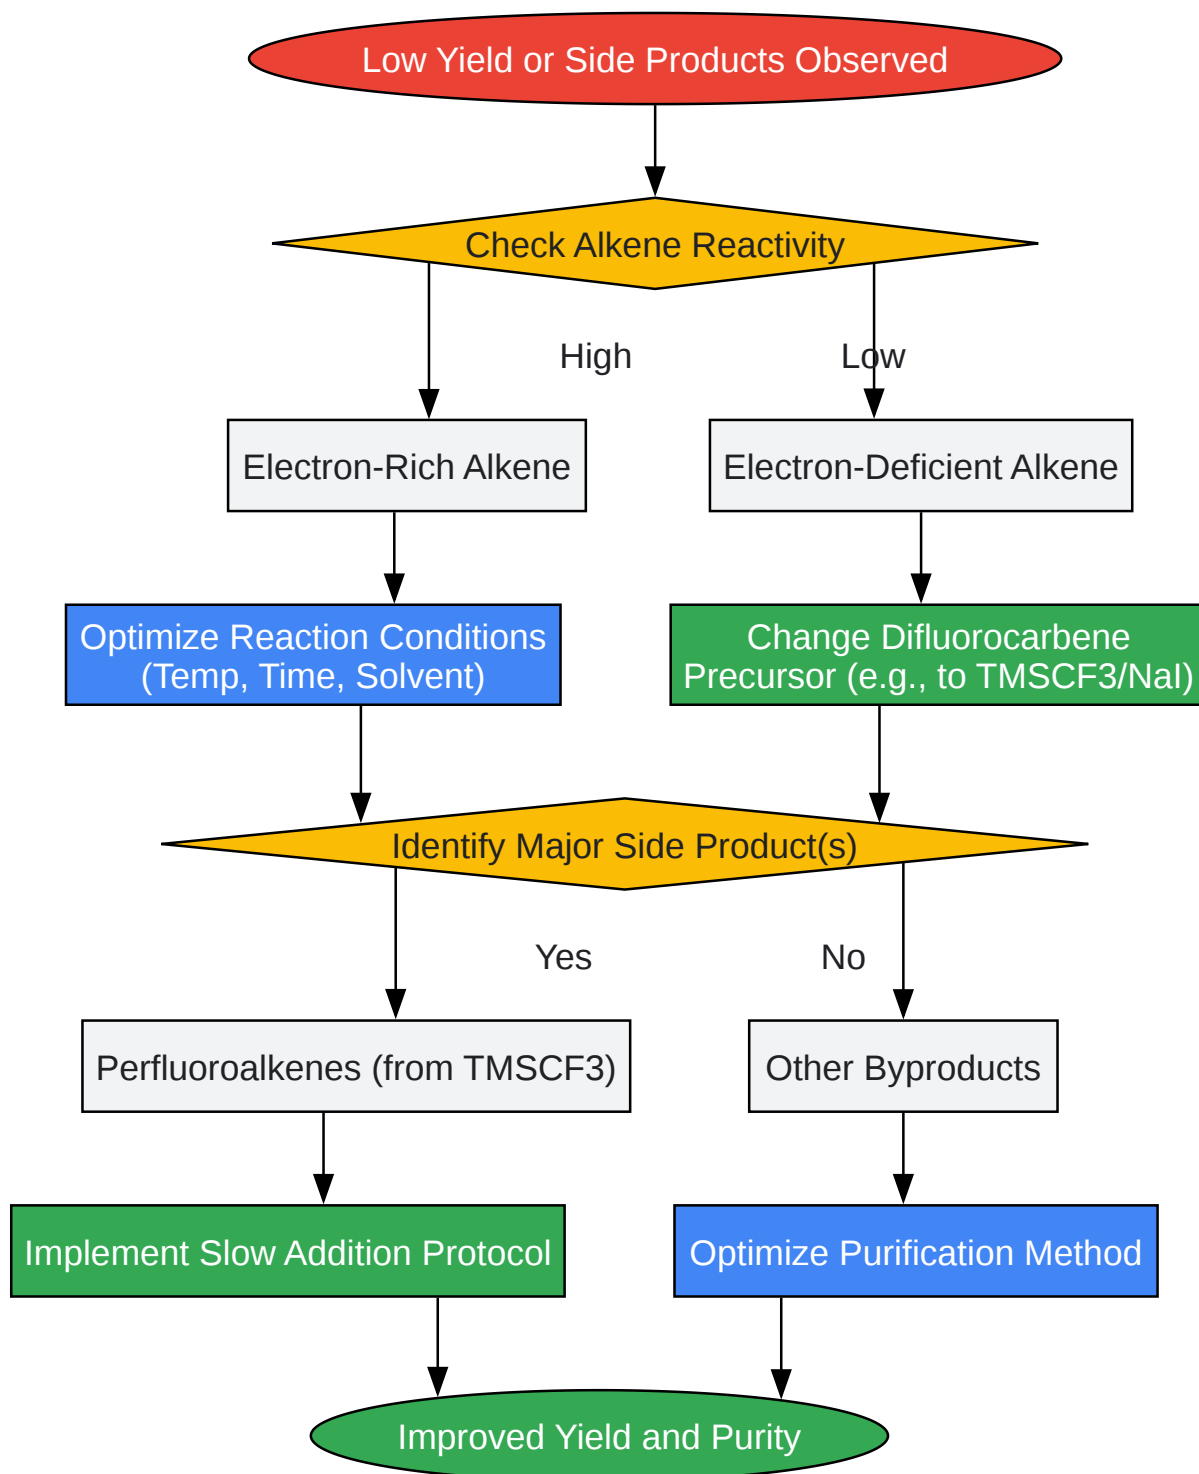 Low Yield or Side Products Observed
Check Alkene Reactivity
High
Low
Electron-Rich Alkene
Electron-Deficient Alkene
Optimize Reaction Conditions
(Temp, Time, Solvent)
Change Difluorocarbene
Precursor (e.g., to TMSCF3/NaI)
Identify Major Side Product(s)
Yes
No
Perfluoroalkenes (from TMSCF3)
Other Byproducts
Implement Slow Addition Protocol
Optimize Purification Method
Improved Yield and Purity